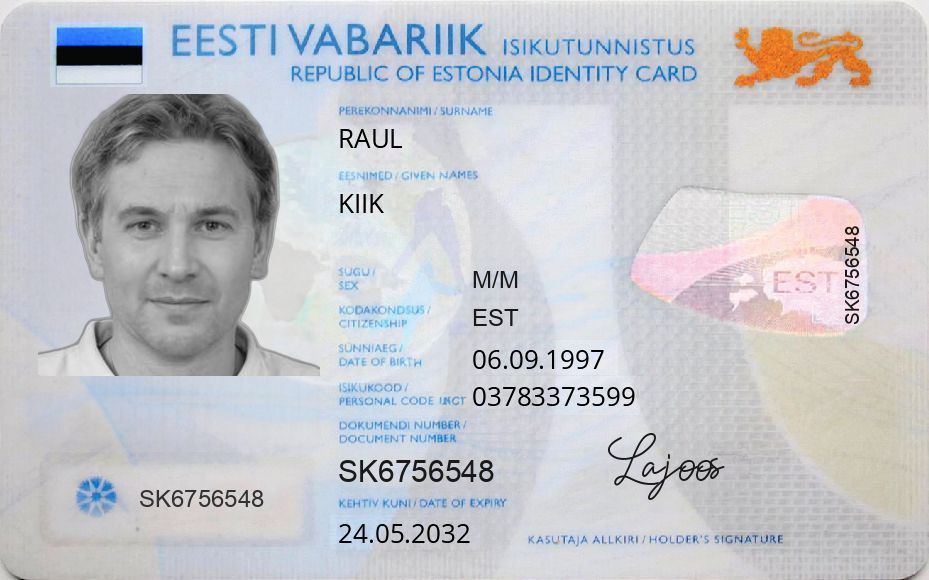 EESTI VABARIIK ISIKUTUNNISTUS
REPUBLIC OF ESTONIA IDENTITY CARD
PEREKONNANIMI / SURNAME
RAUL
EESNIMED / GIVEN NAMES
KIIK
SUGU /
SEX
M/M
KODAKONDSUS /
CITIZENSHIP
EST
SÜNNIAEG /
DATE OF BIRTH
06.09.1997
ISIKUKOOD /
PERSONAL CODE
03783373599
DOKUMENDI NUMBER /
DOCUMENT NUMBER
SK6756548
KEHTIV KUNI / DATE OF EXPIRY
24.05.2032
SK6756548
EST
SK6756548
Lajoos
KASUTAJA ALLKIRI / HOLDER'S SIGNATURE